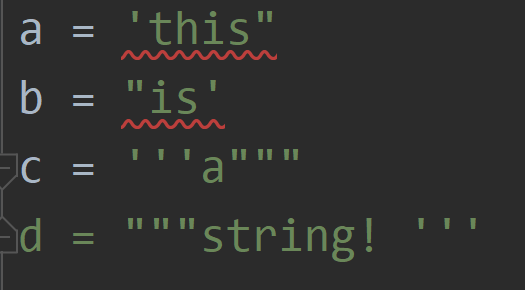 a = 'this"
b = "is'
c = '''a"""
d = """string! '''